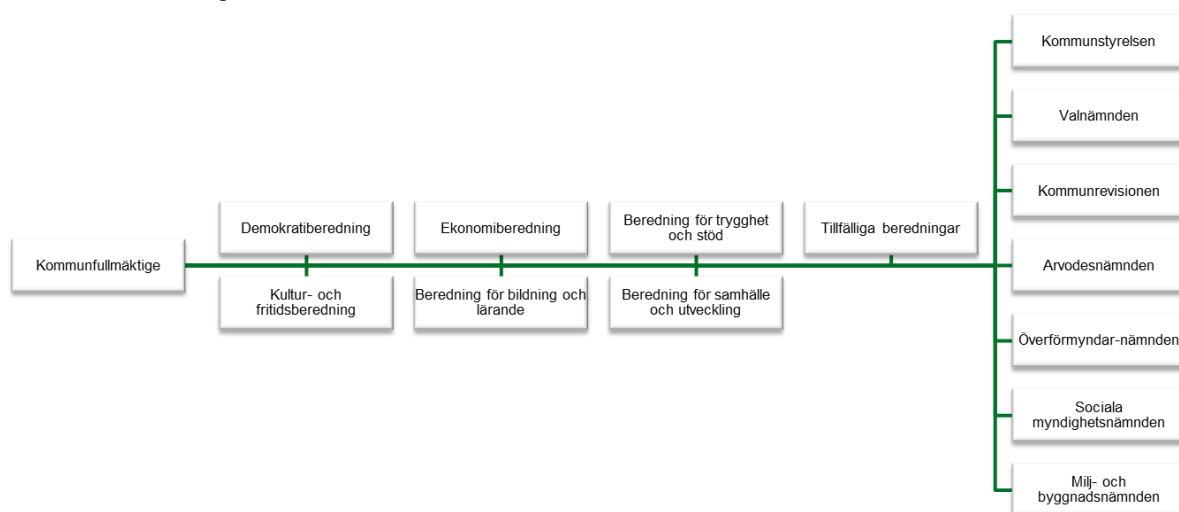 Kommunfullmäktige
Demokratiberedning
Kultur- och
fritidsberedning
Ekonomiberedning
Beredning för bildning och
lärande
Beredning för trygghet
och stöd
Beredning för samhälle
och utveckling
Tillfälliga beredningar
Kommunstyrelsen
Valnämnden
Kommunrevisionen
Arvodesnämnden
Överförmyndar-nämnden
Sociala
myndighetsnämnden
Milj- och
byggnadsnämnden